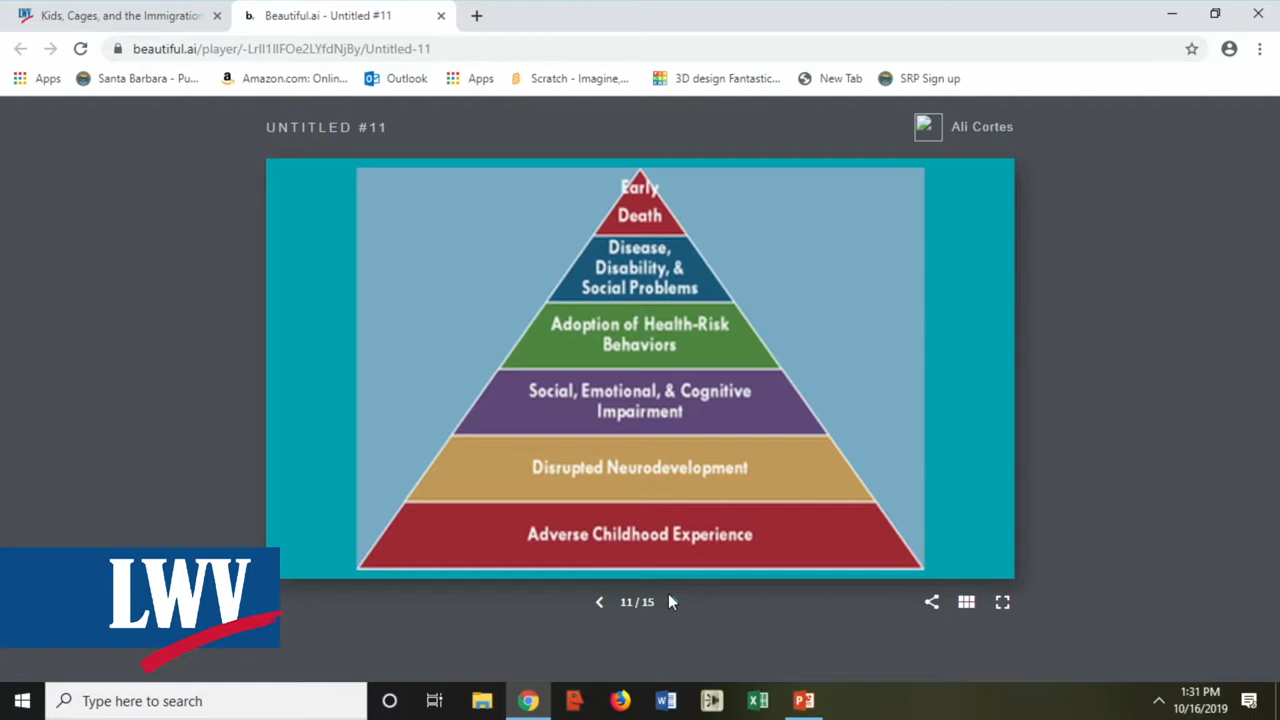 Kids, Cages, and the Immigration
b. Beautiful.ai - Untitled #11
beautiful.ai/player/-LrlI1IIFOe2LYfdNjBy/Untitled-11
Apps Santa Barbara - Pu... Amazon.com: Onlin... Outlook Apps Scratch - Imagine,... 3D design Fantastic... New Tab SRP Sign up
UNTITLED #11
Ali Cortes
Early
Death
Disease,
Disability, &
Social Problems
Adoption of Health-Risk
Behaviors
Social, Emotional, & Cognitive
Impairment
Disrupted Neurodevelopment
Adverse Childhood Experience
LWV
11 / 15
Type here to search
1:31 PM
10/16/2019